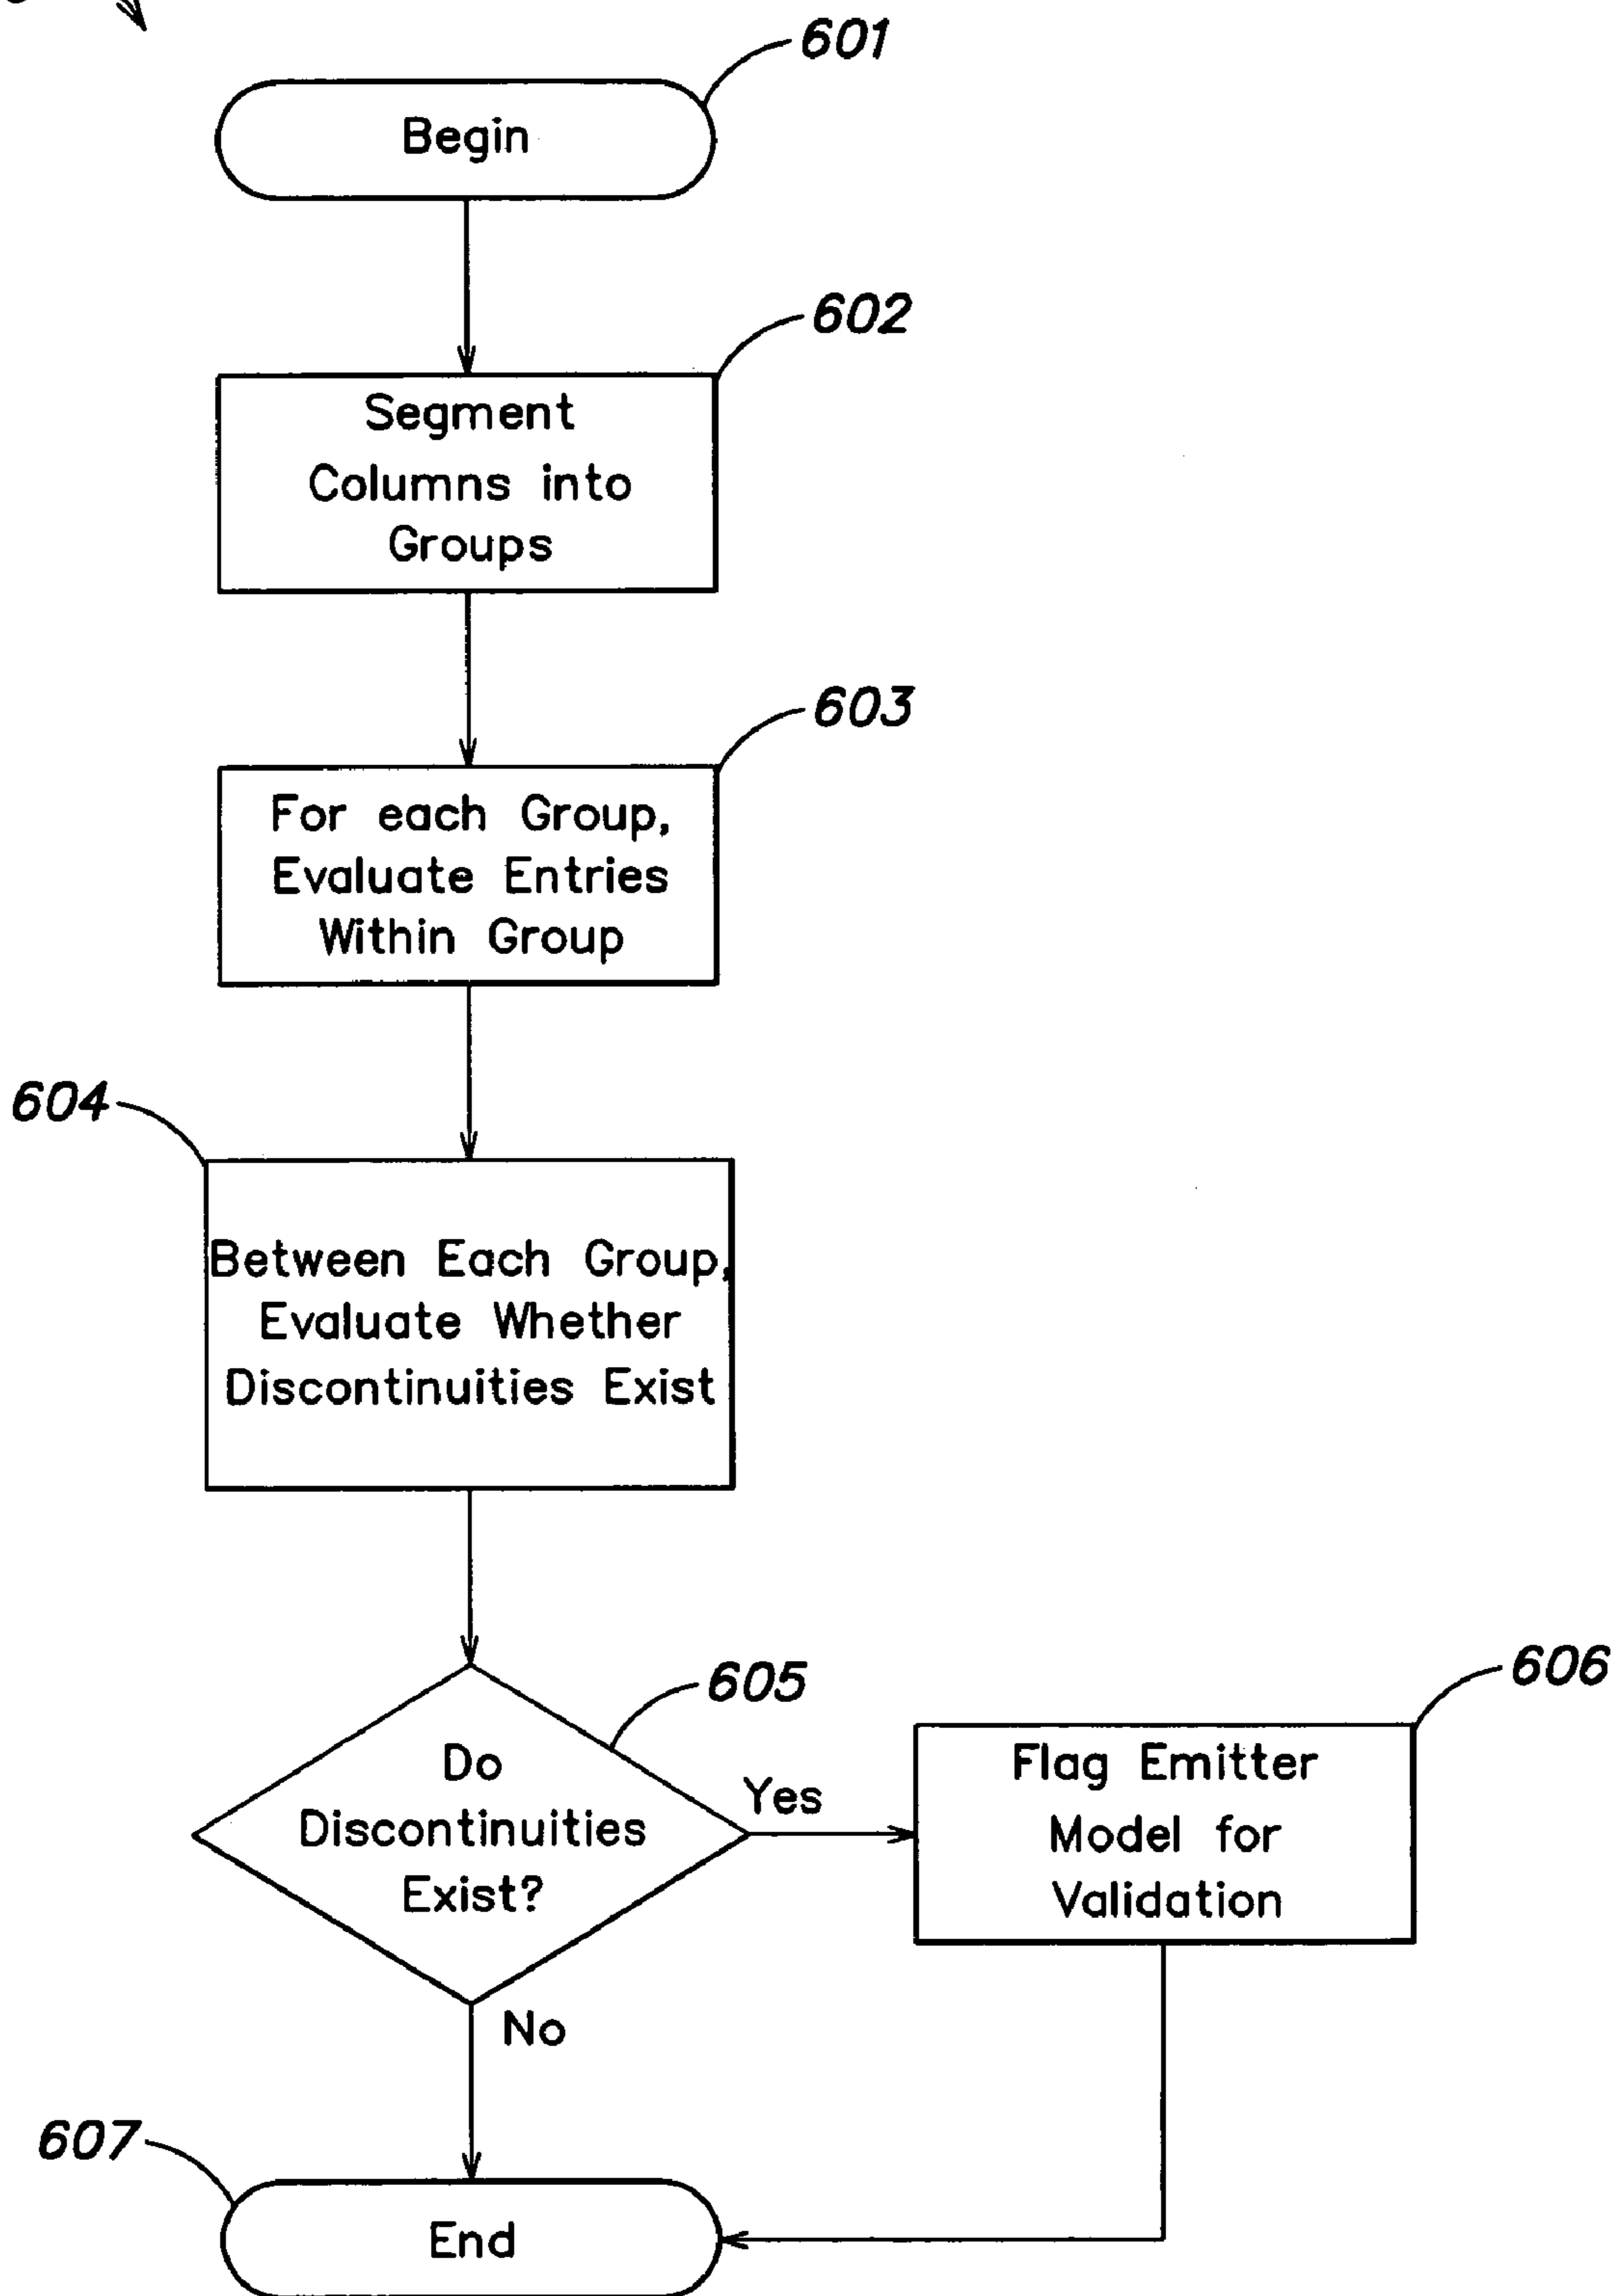 601
Begin
602
Segment
Columns into
Groups
603
For each Group,
Evaluate Entries
Within Group
604
Between Each Group,
Evaluate Whether
Discontinuities Exist
605
Do
Discontinuities
Exist?
Yes
606
Flag Emitter
Model for
Validation
No
607
End